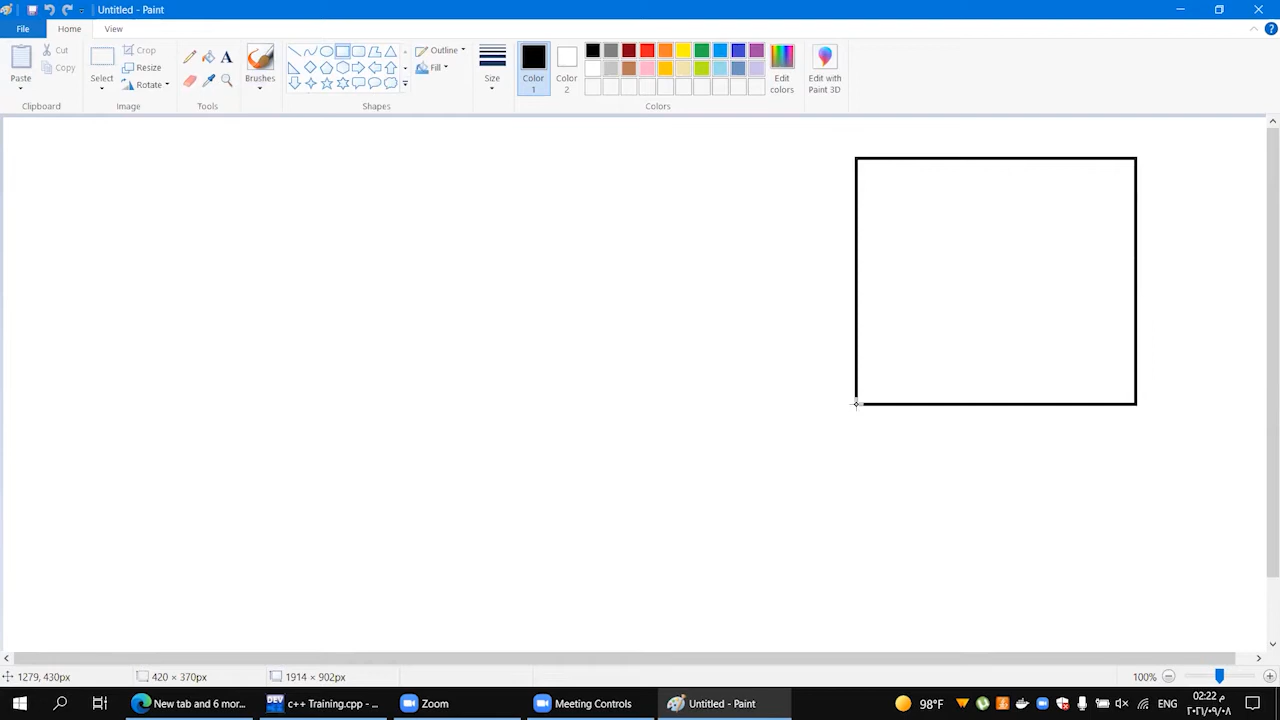 Untitled - Paint
File Home View
Paste
Cut
Copy
Clipboard
Select
Crop
Resize
Rotate
Image
A
Tools
Brushes
Outline
Fill
Shapes
Size
Color 1
Color 2
Edit colors
Colors
Edit with Paint 3D
1279, 430px
420 × 370px
1914 × 902px
100%
New tab and 6 mor...
c++ Training.cpp - ...
Zoom
Meeting Controls
Untitled - Paint
98°F
ENG
02:22 م